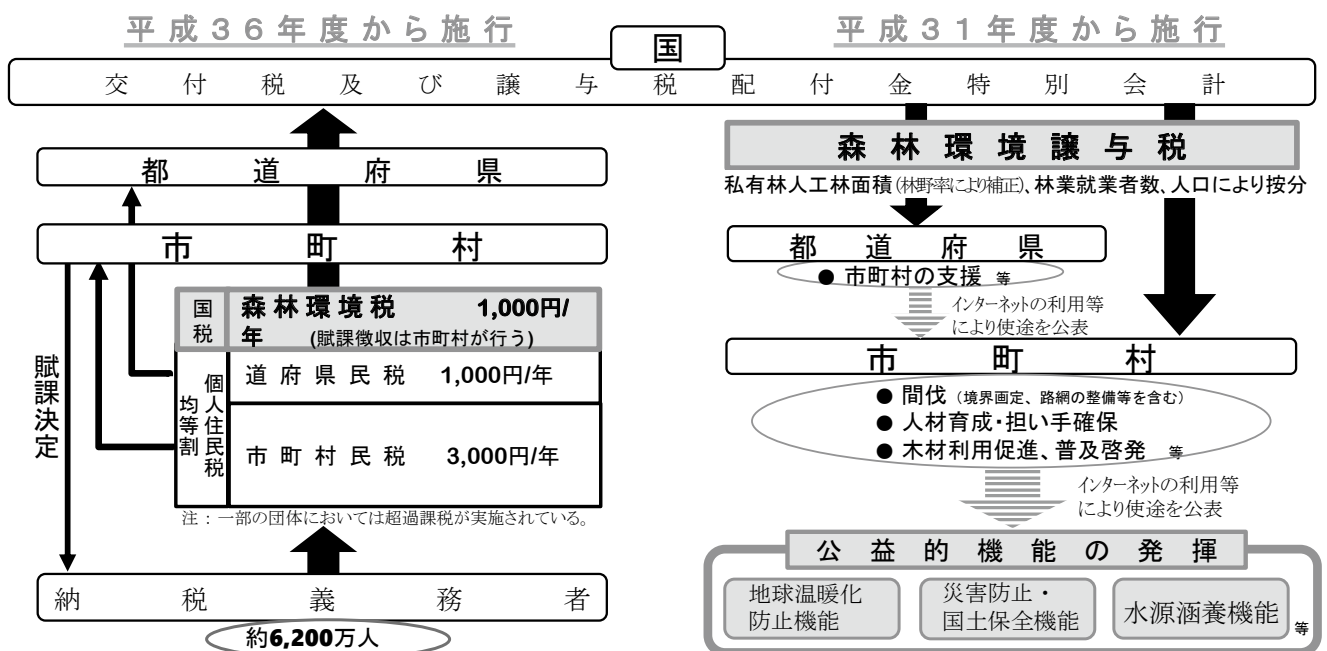 平成36年度から施行
平成31年度から施行
国
交付税及び譲与税配付金特別会計
都道府県
市町村
国税
森林環境税 1,000円/
年 (賦課徴収は市町村が行う)
個人住民税
均等割
道府県民税 1,000円/年
市町村民税 3,000円/年
注：一部の団体においては超過課税が実施されている。
賦課決定
納税義務者
約6,200万人
森林環境譲与税
私有林人工林面積(林野率により補正)、林業就業者数、人口により按分
都道府県
● 市町村の支援 等
インターネットの利用等
により使途を公表
市町村
● 間伐（境界画定、路網の整備等を含む）
● 人材育成・担い手確保
● 木材利用促進、普及啓発 等
インターネットの利用等
により使途を公表
公益的機能の発揮
地球温暖化
防止機能
災害防止・
国土保全機能
水源涵養機能
等